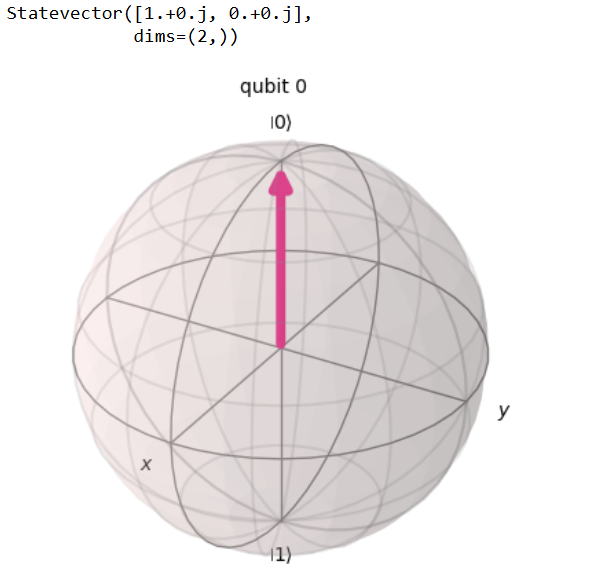 Statevector([1.+0.j, 0.+0.j],
dims=(2,))
qubit 0
|0⟩
y
x
|1⟩